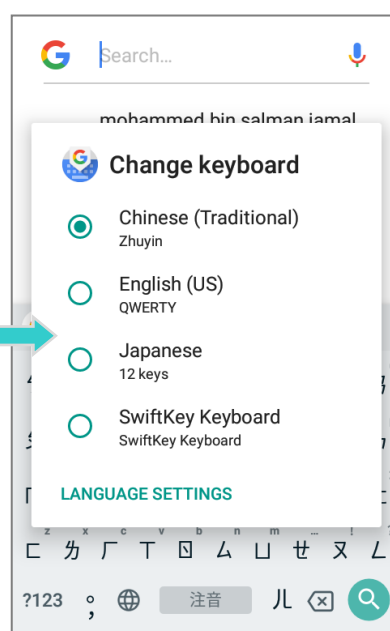 Search...
mohammed bin salman jamal
Change keyboard
Chinese (Traditional)
Zhuyin
English (US)
QWERTY
Japanese
12 keys
SwiftKey Keyboard
SwiftKey Keyboard
LANGUAGE SETTINGS
z x c v b n m ... !
ㄈ ㄌ ㄏ ㄒ ㄖ ㄙ ㄩ ㄝ ㄡ ㄥ
?123 ，注音 ㄦ